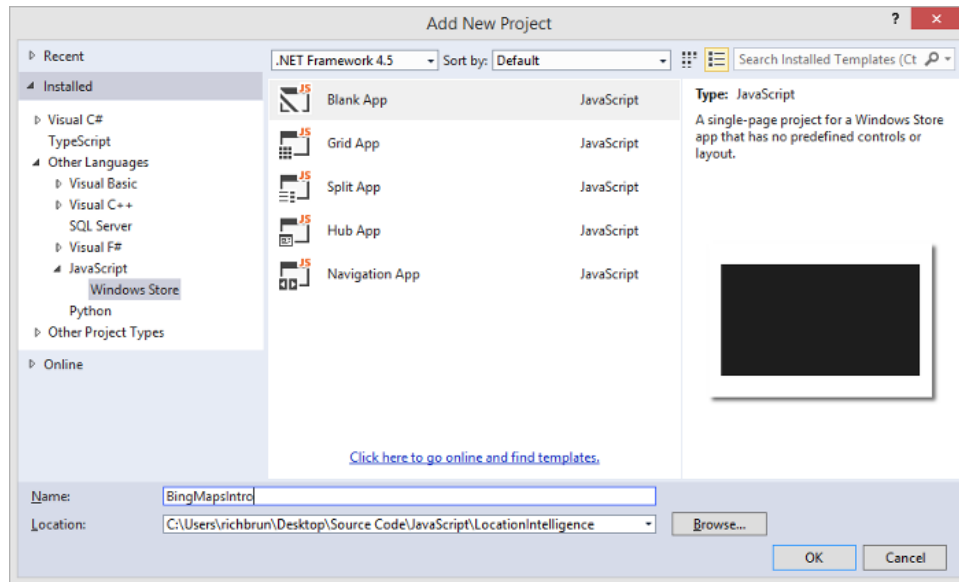 Add New Project
?
Recent
.NET Framework 4.5 Sort by: Default Search Installed Templates (Ct
Installed
Visual C#
TypeScript
Other Languages
Visual Basic
Visual C++
SQL Server
Visual F#
JavaScript
Windows Store
Python
Other Project Types
Online
JS
Blank App JavaScript
JS
Grid App JavaScript
JS
Split App JavaScript
JS
Hub App JavaScript
JS
Navigation App JavaScript
Click here to go online and find templates.
Type: JavaScript
A single-page project for a Windows Store
app that has no predefined controls or
layout.
Name: BingMapsIntro
Location: C:\Users\richbrun\Desktop\Source Code\JavaScript\LocationIntelligence Browse...
OK Cancel